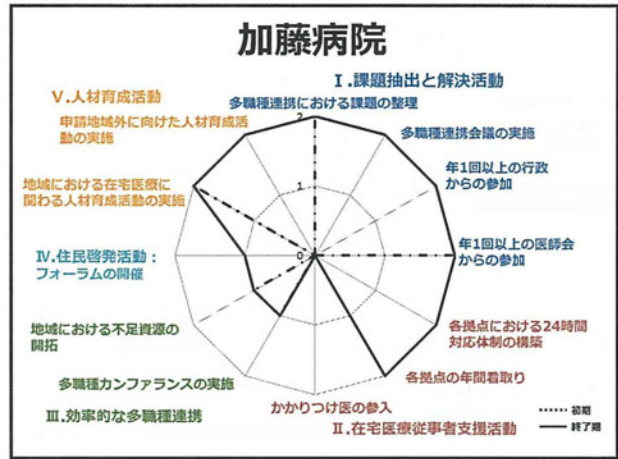 加藤病院
Ⅰ.課題抽出と解決活動
多職種連携における課題の整理
多職種連携会議の実施
年1回以上の行政
からの参加
年1回以上の医師会
からの参加
各拠点における24時間
対応体制の構築
各拠点の年間看取り
Ⅱ.在宅医療従事者支援活動
かかりつけ医の参入
多職種カンファランスの実施
Ⅲ.効率的な多職種連携
地域における不足資源の
開拓
Ⅳ.住民啓発活動：
フォーラムの開催
地域における在宅医療に
関わる人材育成活動の実施
Ⅴ.人材育成活動
申請地域外に向けた人材育成活
動の実施
2
1
0
初期
終了期